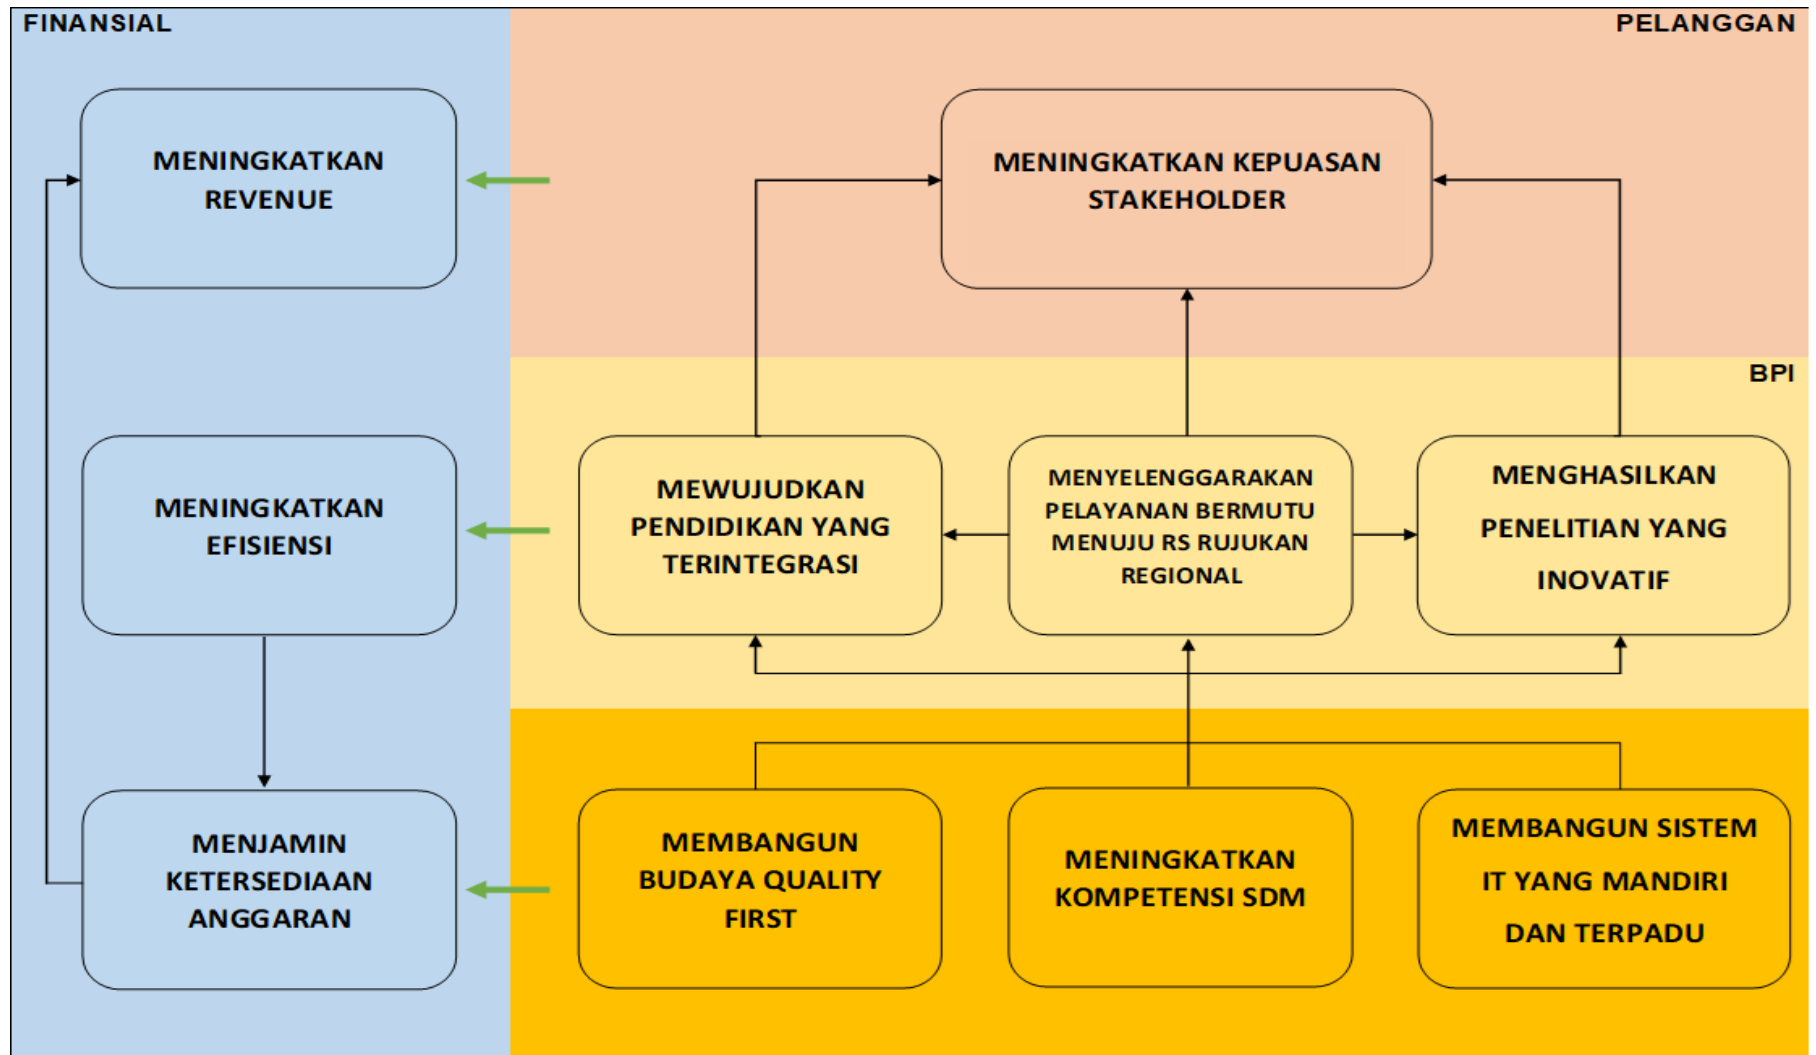 FINANSIAL
PELANGGAN
MENINGKATKAN
REVENUE
MENINGKATKAN KEPUASAN
STAKEHOLDER
BPI
MENINGKATKAN
EFISIENSI
MEWUJUDKAN
PENDIDIKAN YANG
TERINTEGRASI
MENYELENGGARAKAN
PELAYANAN BERMUTU
MENUJU RS RUJUKAN
REGIONAL
MENGHASILKAN
PENELITIAN YANG
INOVATIF
MENJAMIN
KETERSEDIAAN
ANGGARAN
MEMBANGUN
BUDAYA QUALITY
FIRST
MENINGKATKAN
KOMPETENSI SDM
MEMBANGUN SISTEM
IT YANG MANDIRI
DAN TERPADU